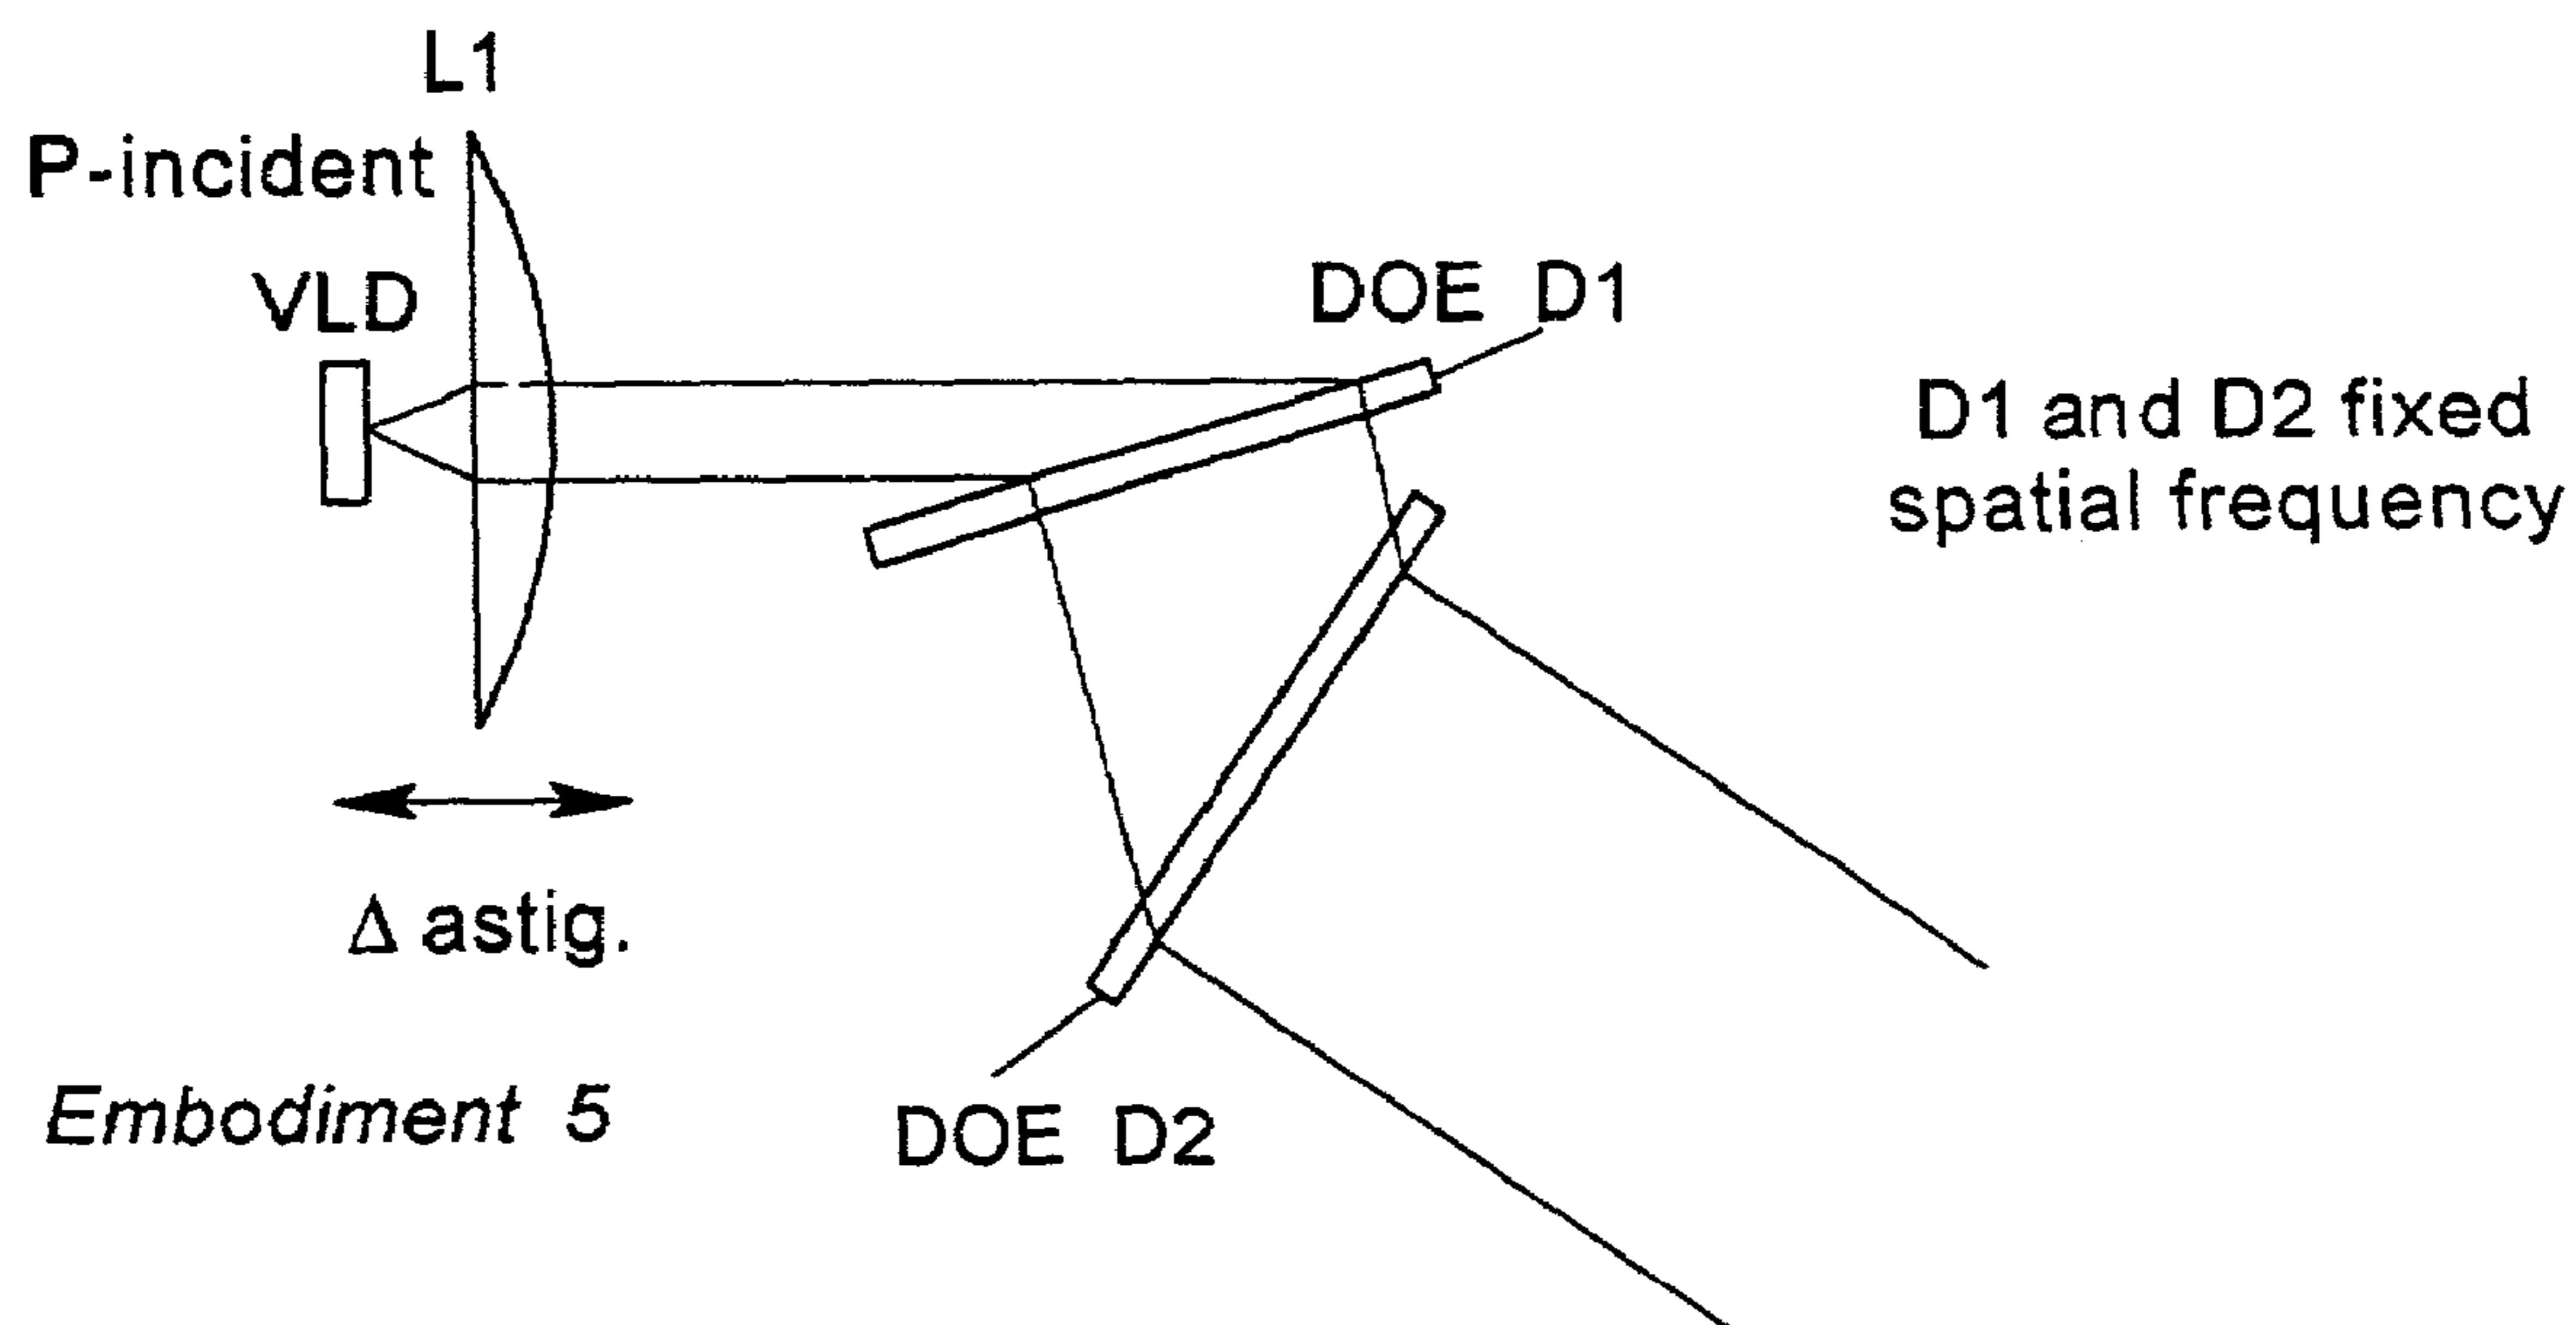 L1
P-incident
VLD
DOE D1
D1 and D2 fixed
spatial frequency
Δ astig.
Embodiment 5
DOE D2